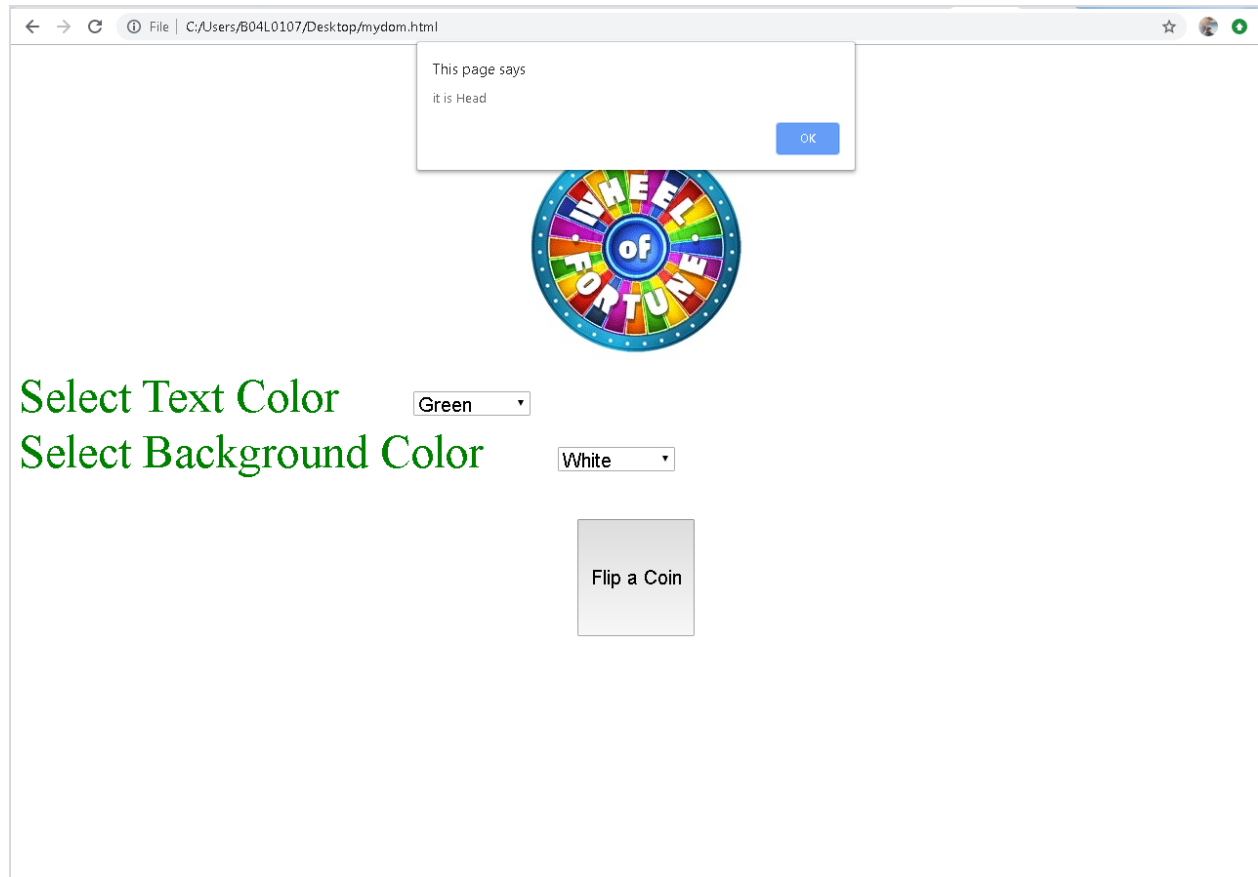 File | C:/Users/B04L0107/Desktop/mydom.html
This page says
it is Head
OK
WHEEL
OF
FORTUNE
Select Text Color Green
Select Background Color White
Flip a Coin